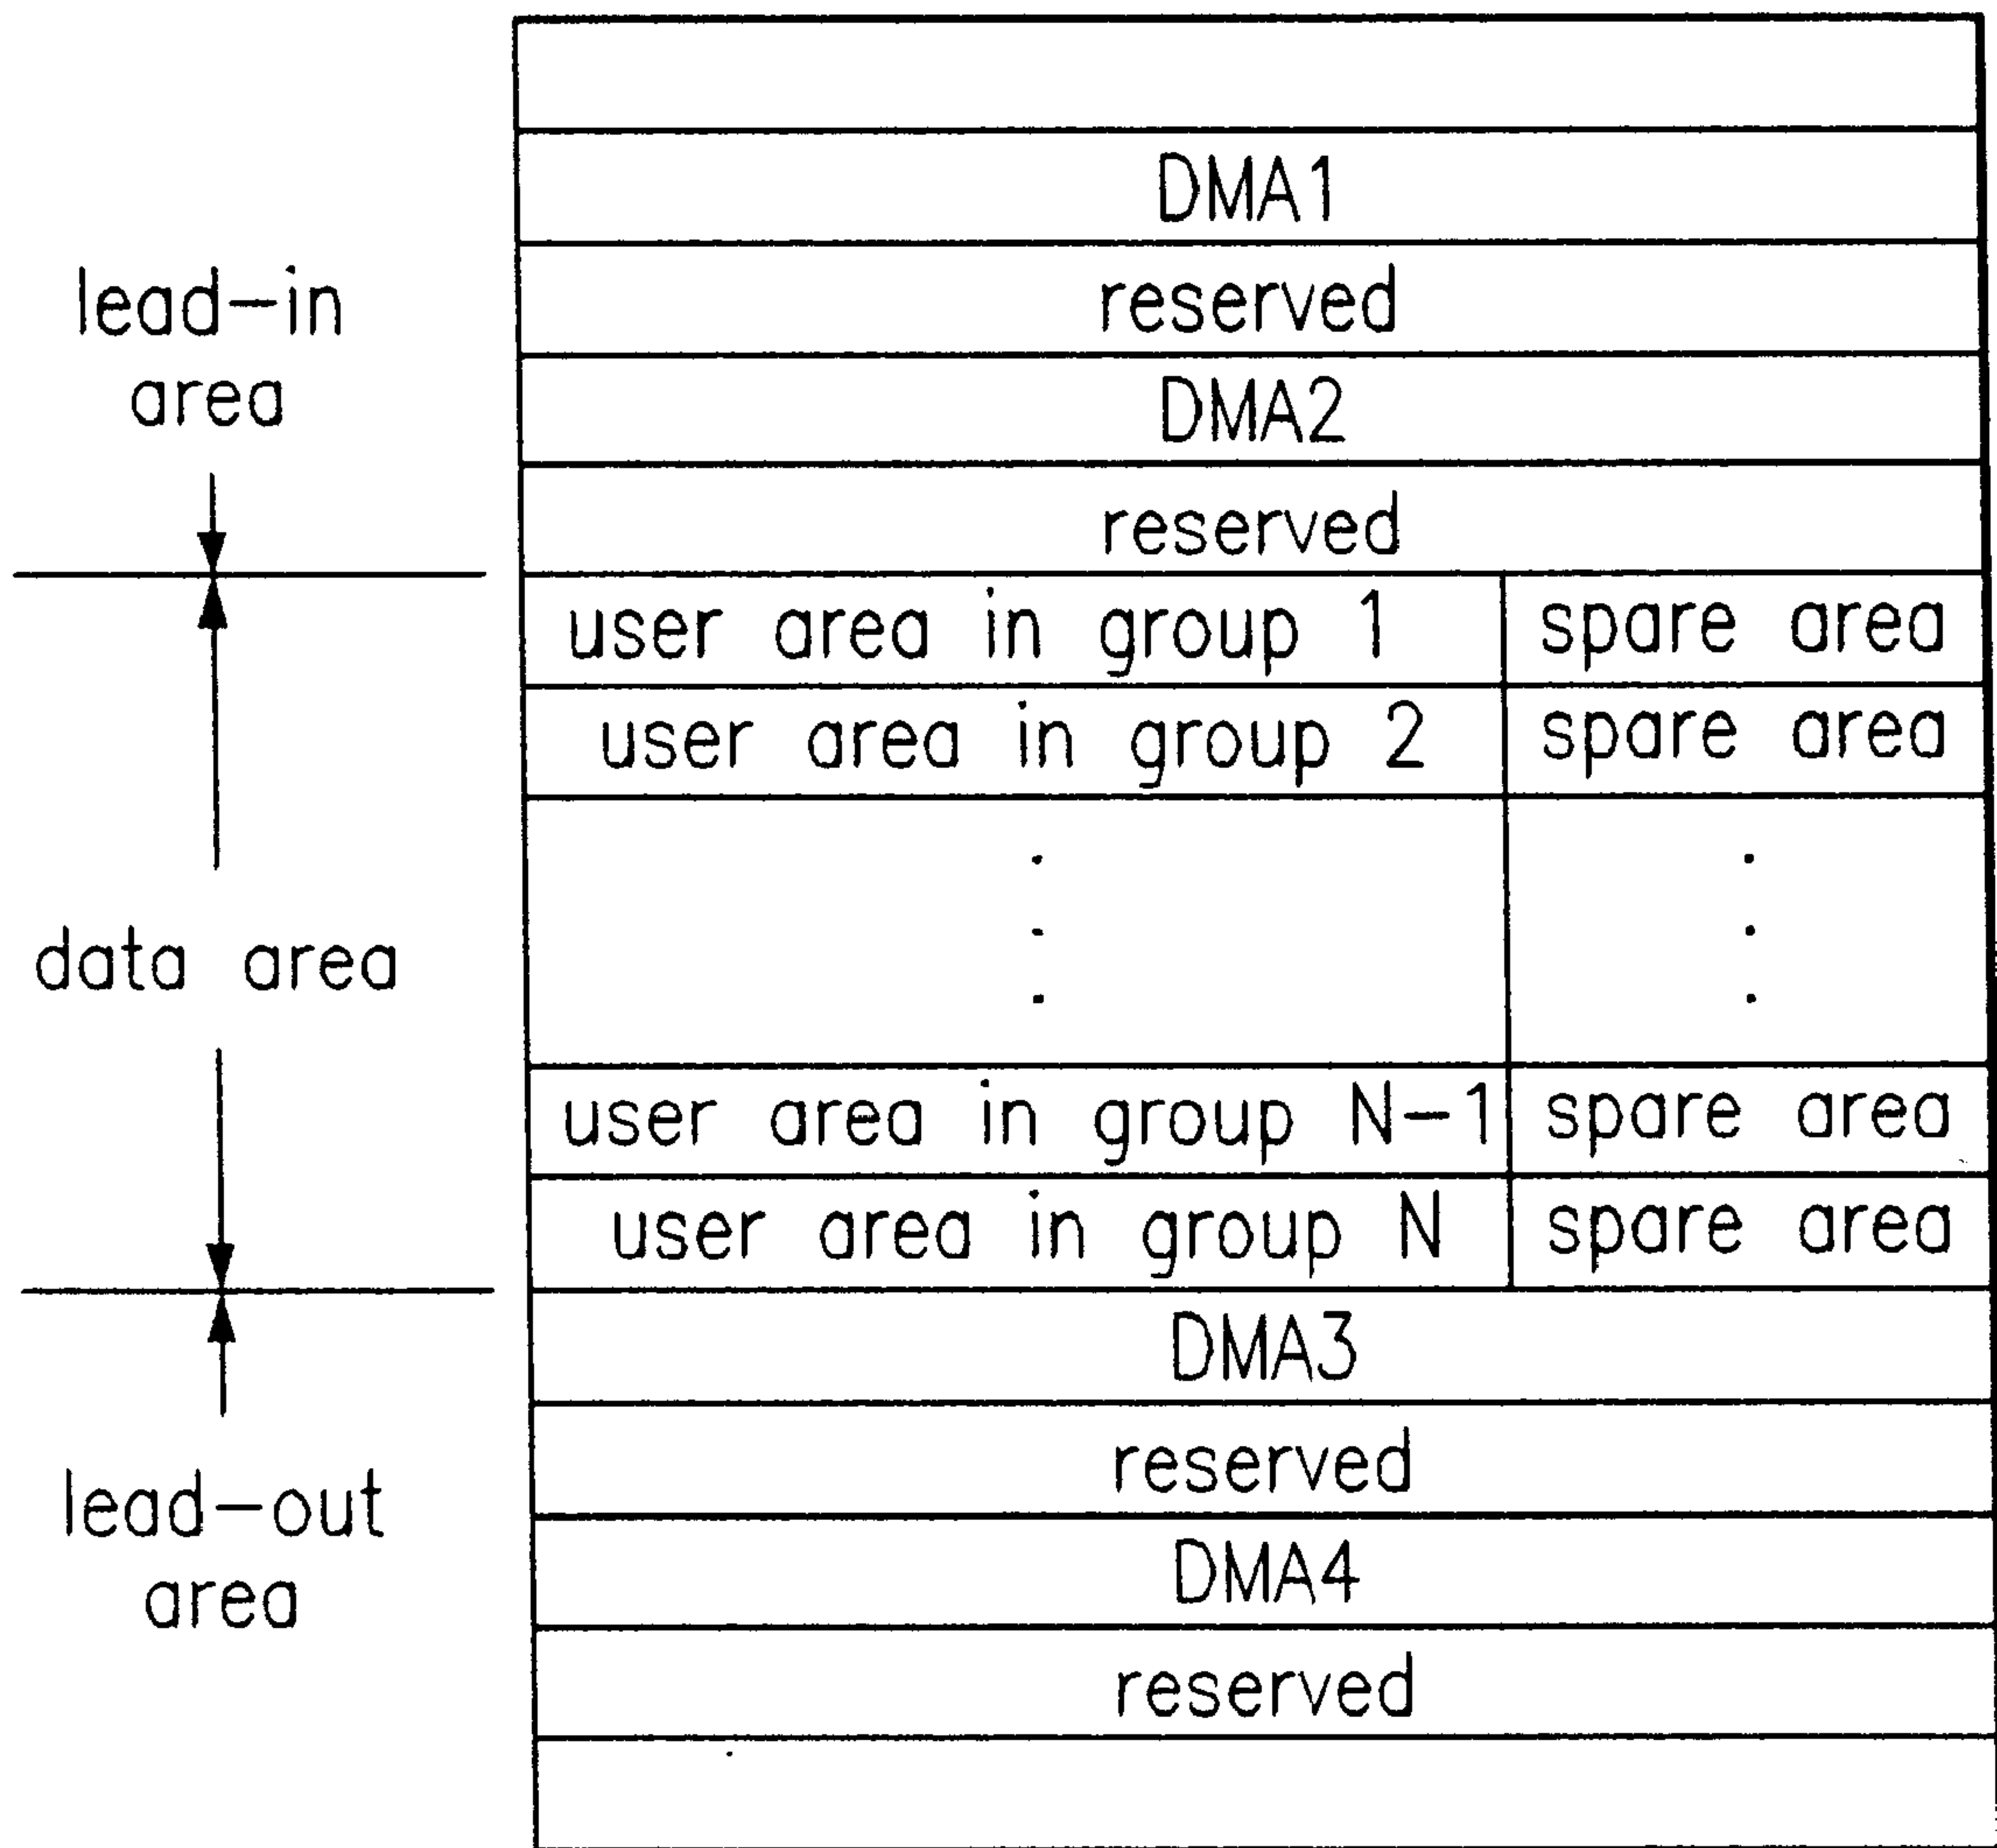 DMA1
reserved
lead-in
area
DMA2
reserved
user area in group 1 spare area
user area in group 2 spare area
data area
user area in group N-1 spare area
user area in group N spare area
DMA3
reserved
lead-out
area
DMA4
reserved